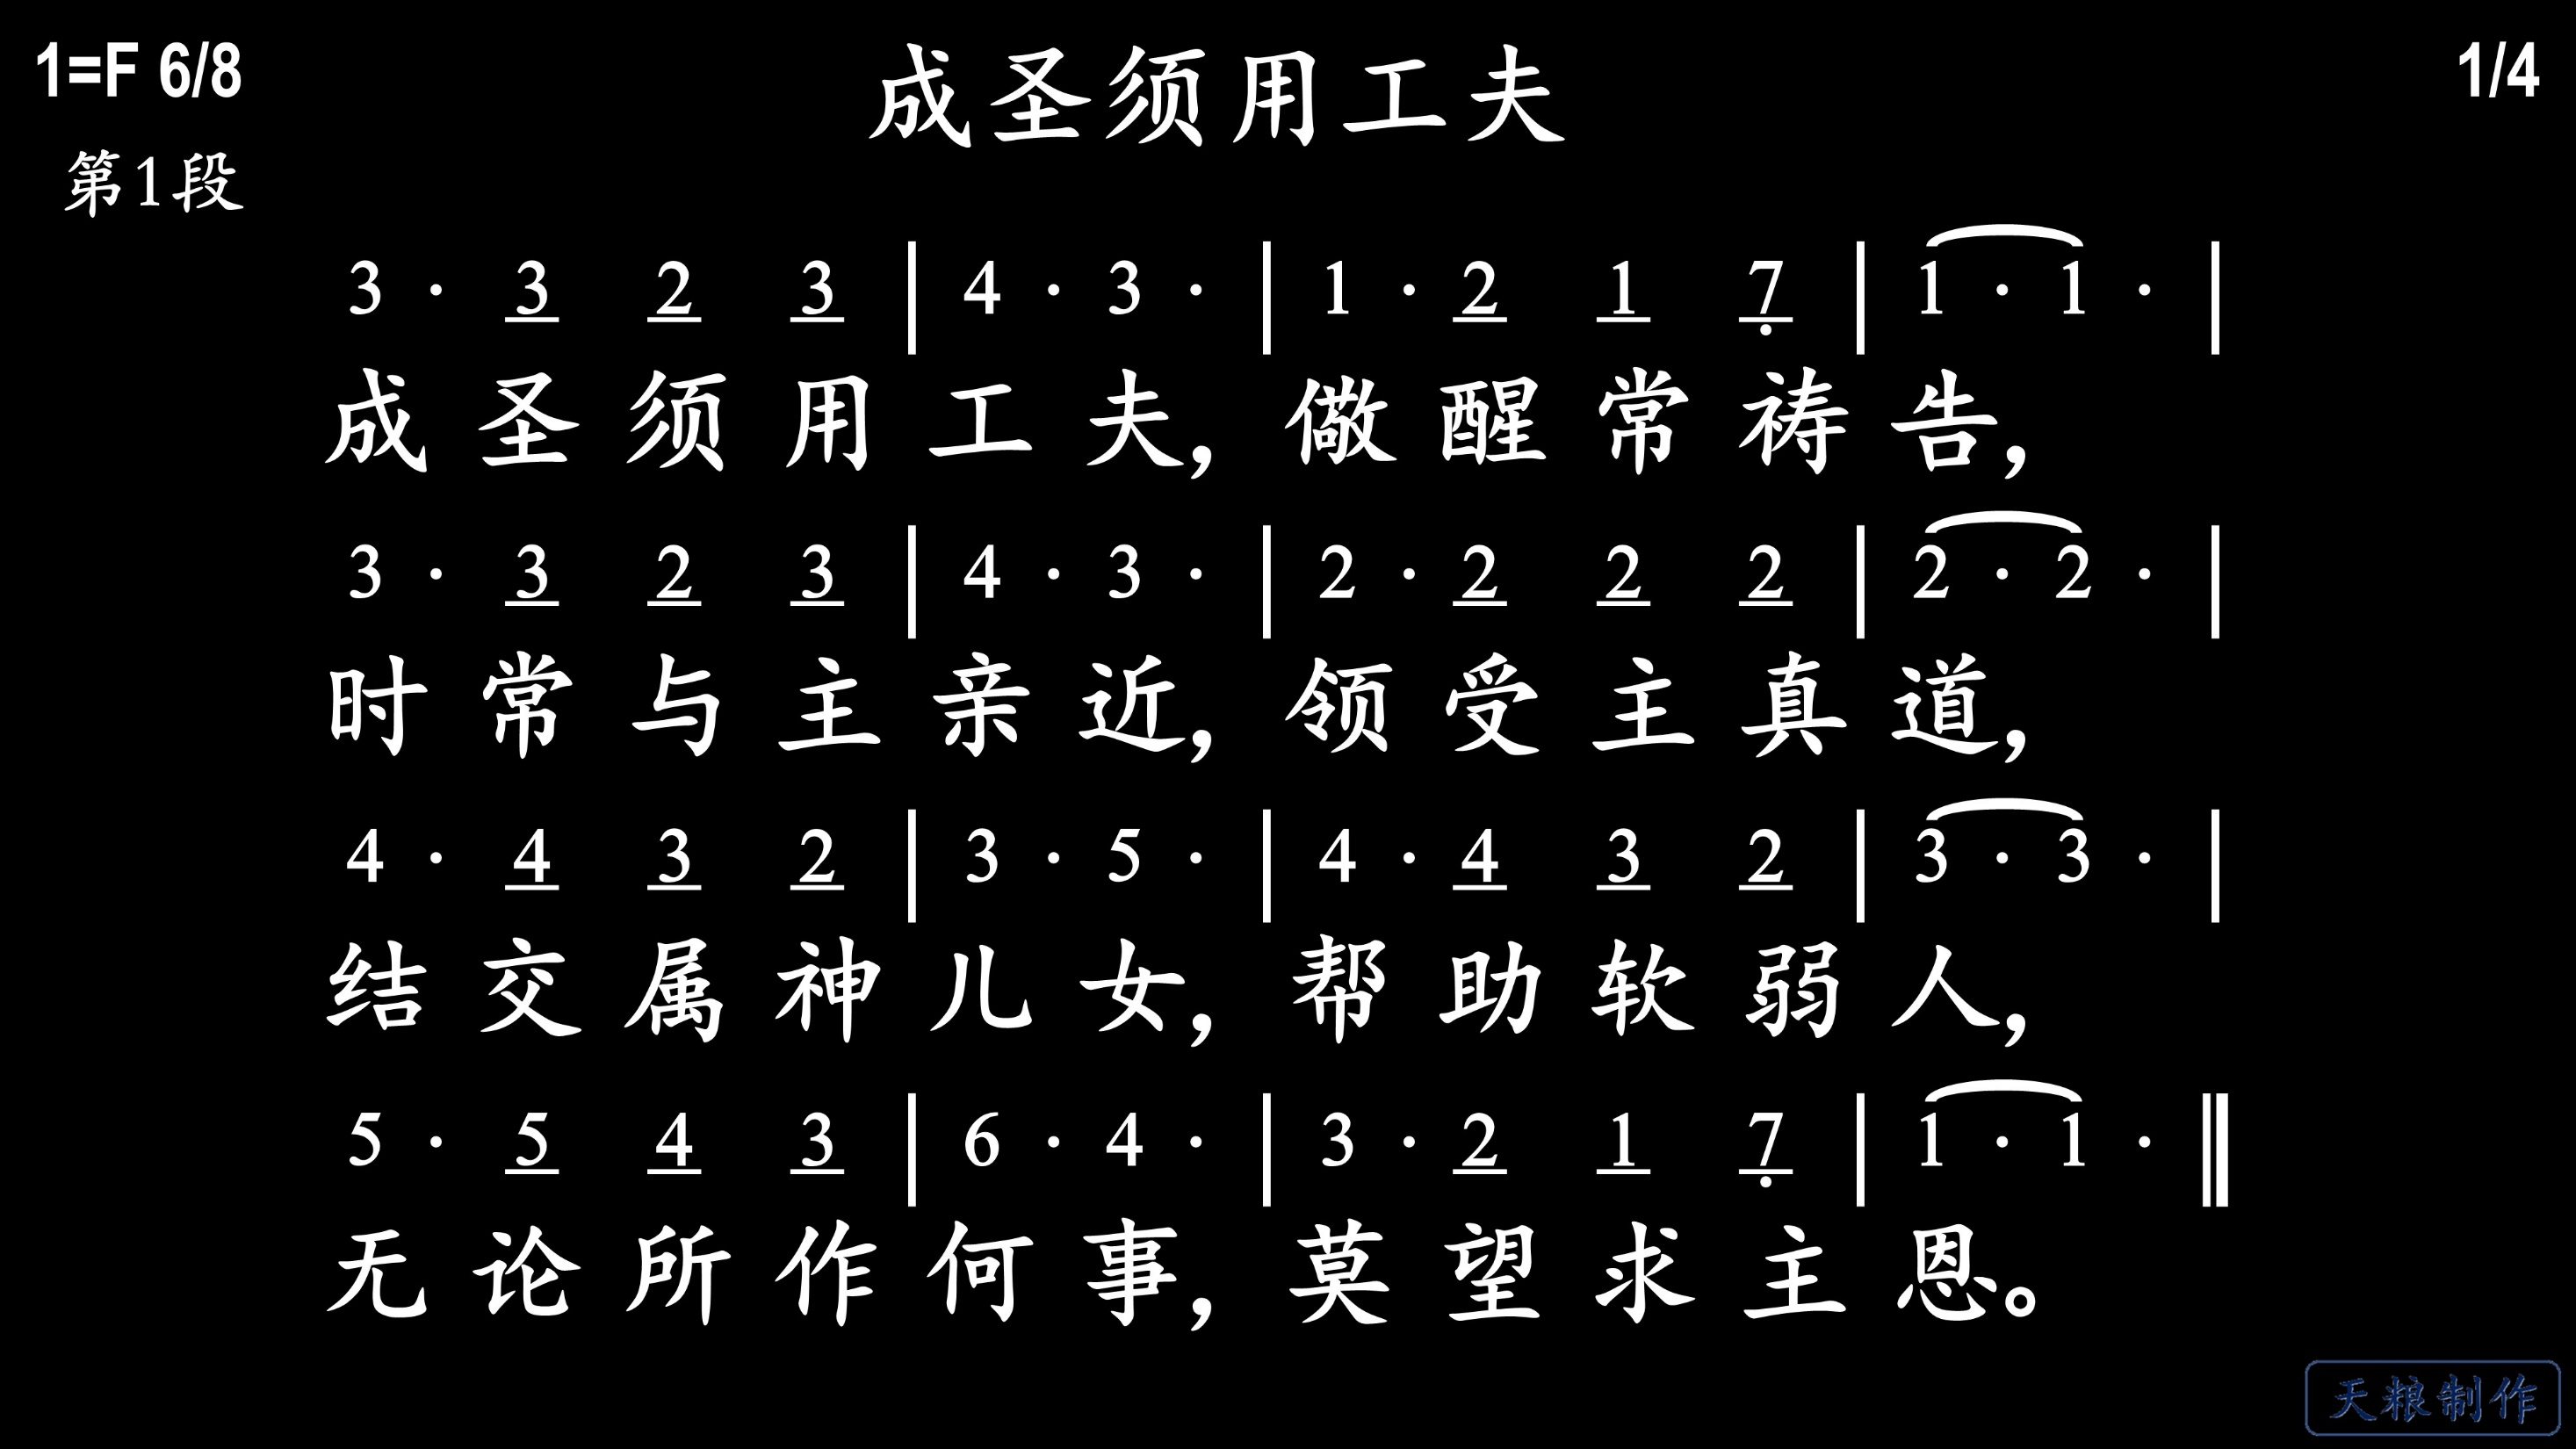 1=F 6/8 成圣须用工夫 1/4
第1段
3 · 3 2 3 | 4 · 3 · | 1 · 2 1 7̣ | 1 · 1 · |
成圣须用工夫，儆醒常祷告，
3 · 3 2 3 | 4 · 3 · | 2 · 2 2 2 | 2 · 2 · |
时常与主亲近，领受主真道，
4 · 4 3 2 | 3 · 5 · | 4 · 4 3 2 | 3 · 3 · |
结交属神儿女，帮助软弱人，
5 · 5 4 3 | 6 · 4 · | 3 · 2 1 7̣ | 1 · 1 · ‖
无论所作何事，莫望求主恩。
天粮制作